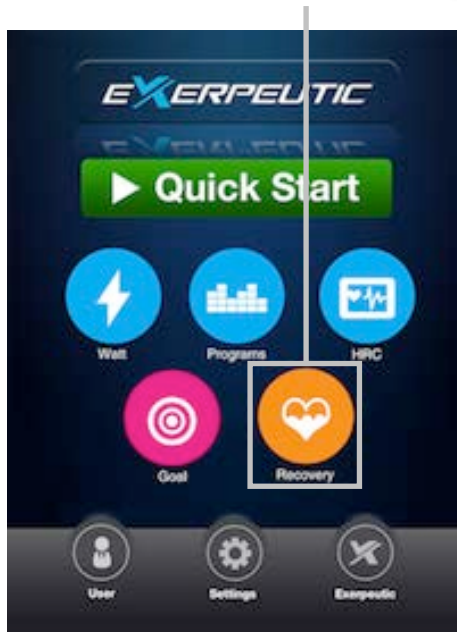 EXERPEUTIC
Quick Start
Watt Programs HRC
Goal Recovery
User Settings Exerpeutic